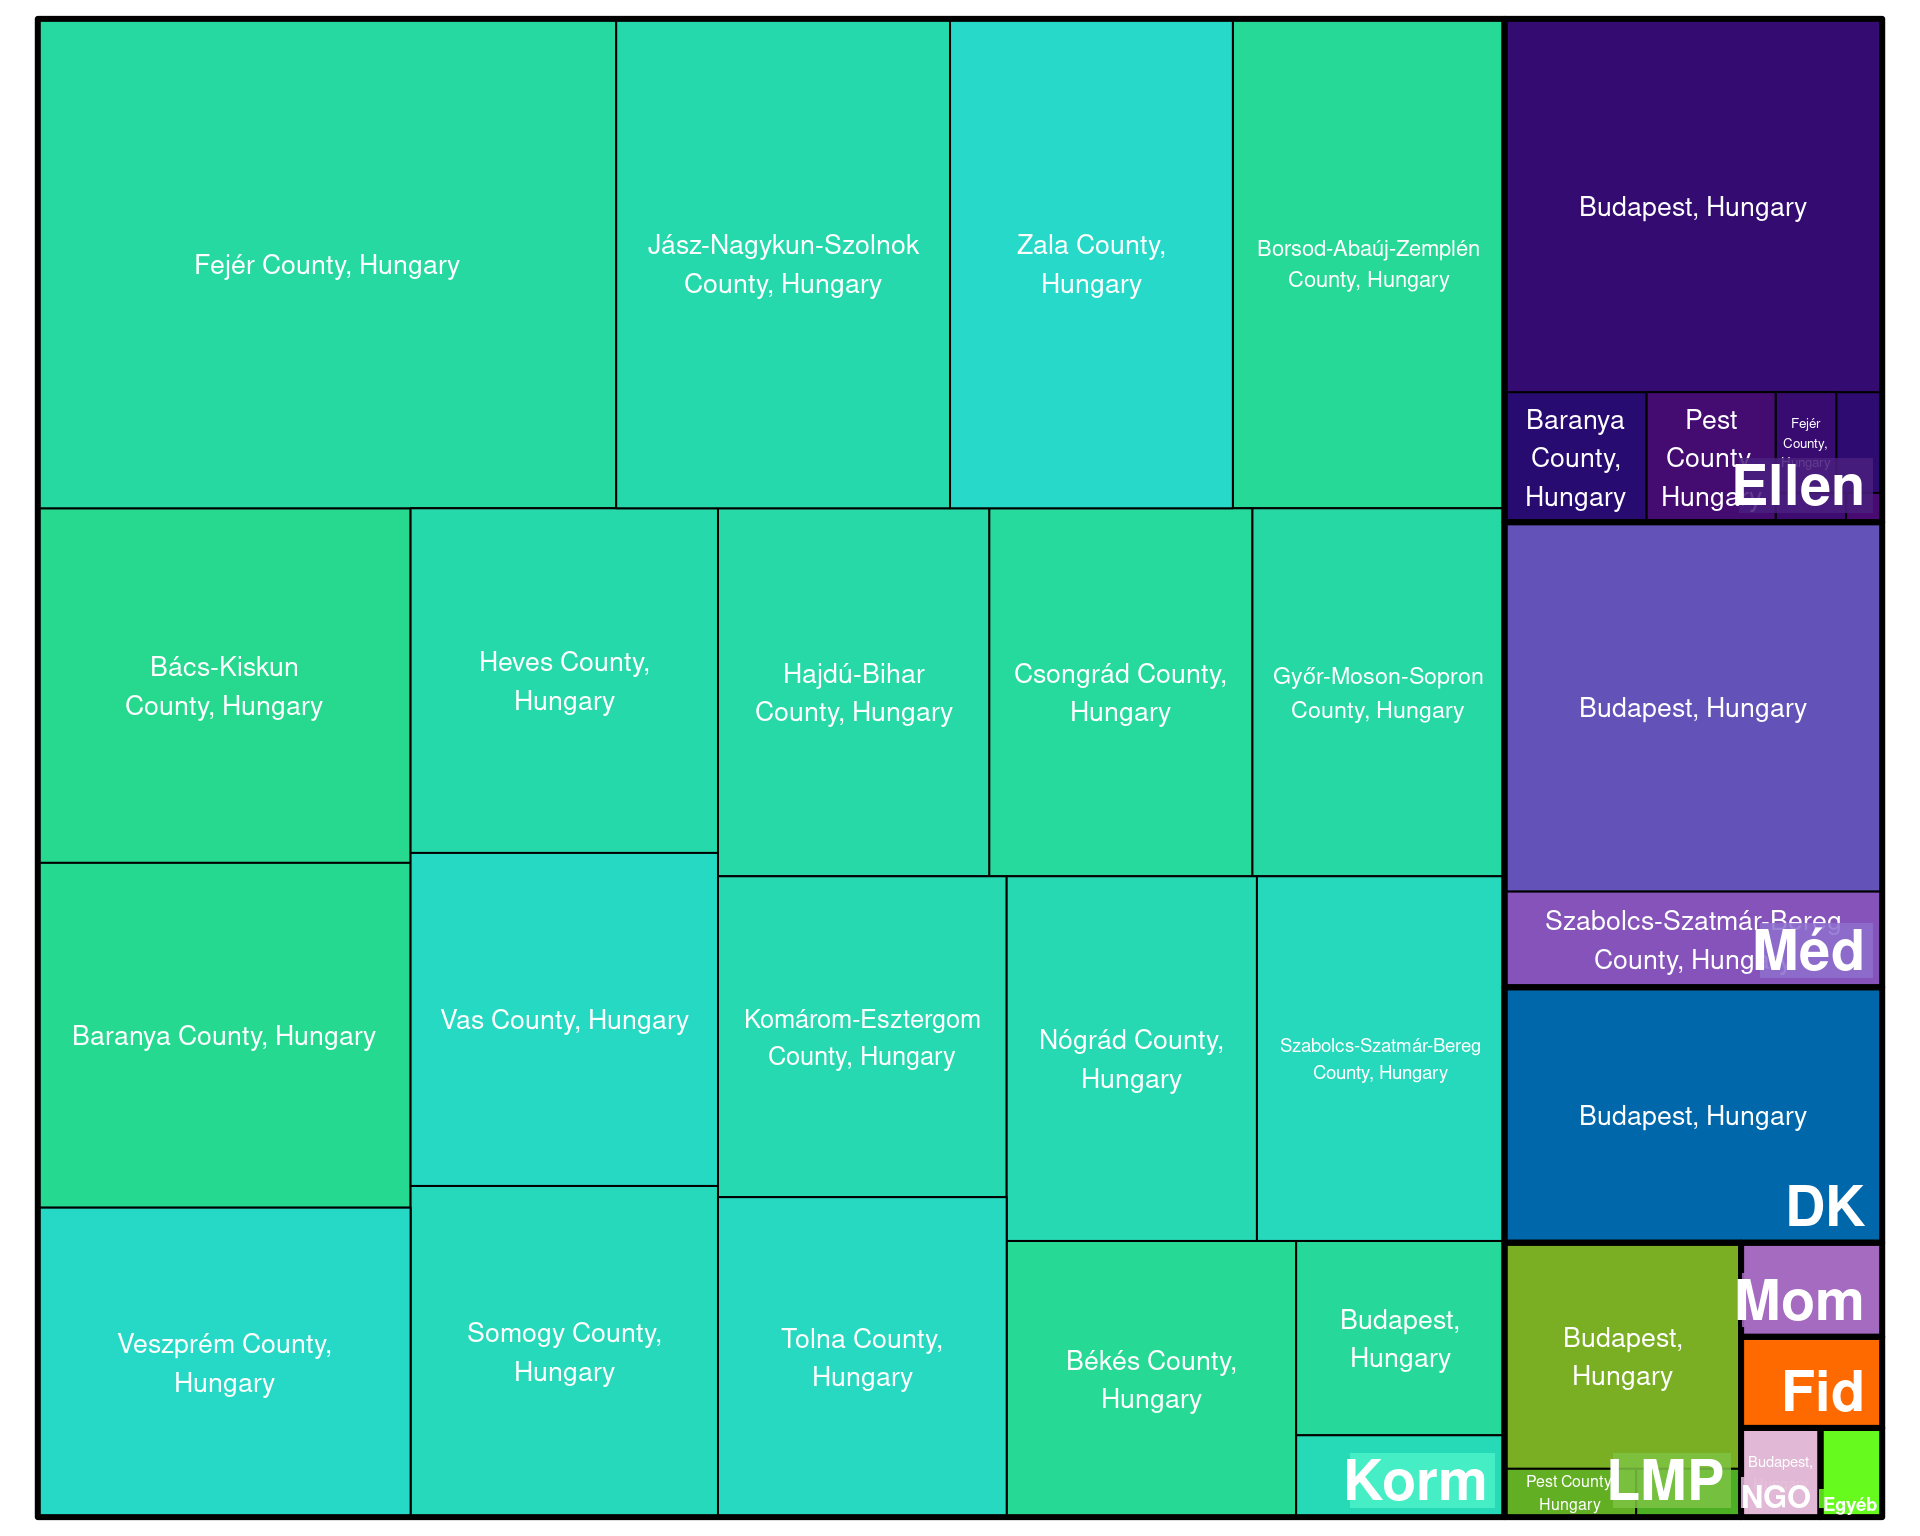 Fejér County, Hungary
Jász-Nagykun-Szolnok
County, Hungary
Zala County,
Hungary
Borsod-Abaúj-Zemplén
County, Hungary
Bács-Kiskun
County, Hungary
Heves County,
Hungary
Hajdú-Bihar
County, Hungary
Csongrád County,
Hungary
Győr-Moson-Sopron
County, Hungary
Baranya County, Hungary
Vas County, Hungary
Komárom-Esztergom
County, Hungary
Nógrád County,
Hungary
Szabolcs-Szatmár-Bereg
County, Hungary
Veszprém County,
Hungary
Somogy County,
Hungary
Tolna County,
Hungary
Békés County,
Hungary
Budapest,
Hungary
Korm
Budapest, Hungary
Baranya
County,
Hungary
Pest
County
Hungary
Fejér
County,
Hungary
Ellen
Budapest, Hungary
Szabolcs-Szatmár-Bereg
County, Hungary
Méd
Budapest, Hungary
DK
Budapest,
Hungary
Pest County
Hungary
LMP
Mom
Fid
Budapest,
NGO
Egyéb